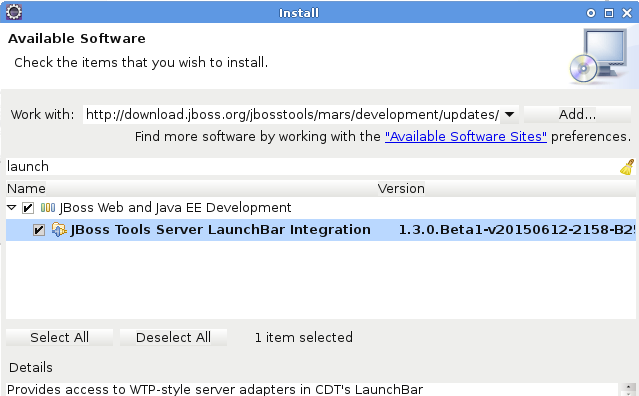 Install
Available Software
Check the items that you wish to install.
Work with: http://download.jboss.org/jbosstools/mars/development/updates/ Add...
Find more software by working with the "Available Software Sites" preferences.
launch
Name Version
JBoss Web and Java EE Development
JBoss Tools Server LaunchBar Integration 1.3.0.Beta1-v20150612-2158-B25
Select All Deselect All 1 item selected
Details
Provides access to WTP-style server adapters in CDT's LaunchBar